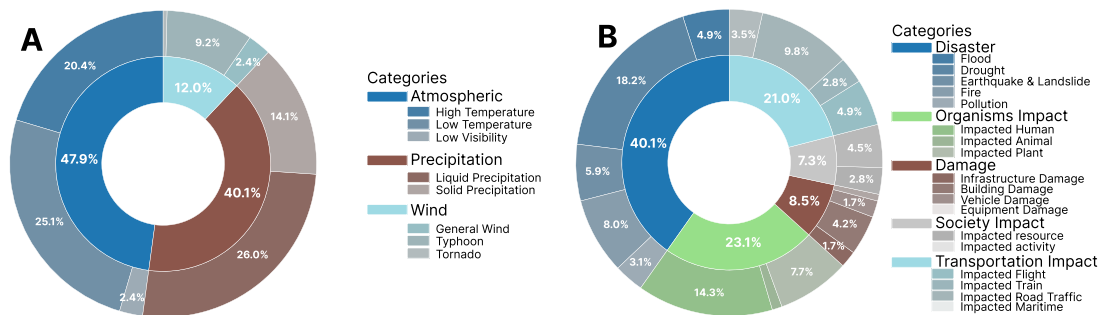 A
20.4%
9.2%
2.4%
12.0%
14.1%
47.9%
40.1%
25.1%
26.0%
2.4%
Categories
Atmospheric
High Temperature
Low Temperature
Low Visibility
Precipitation
Liquid Precipitation
Solid Precipitation
Wind
General Wind
Typhoon
Tornado
B
4.9%
3.5%
9.8%
18.2%
2.8%
21.0%
4.9%
40.1%
4.5%
7.3%
5.9%
2.8%
8.5%
1.7%
8.0%
4.2%
23.1%
1.7%
3.1%
7.7%
14.3%
Categories
Disaster
Flood
Drought
Earthquake & Landslide
Fire
Pollution
Organisms Impact
Impacted Human
Impacted Animal
Impacted Plant
Damage
Infrastructure Damage
Building Damage
Vehicle Damage
Equipment Damage
Society Impact
Impacted resource
Impacted activity
Transportation Impact
Impacted Flight
Impacted Train
Impacted Road Traffic
Impacted Maritime